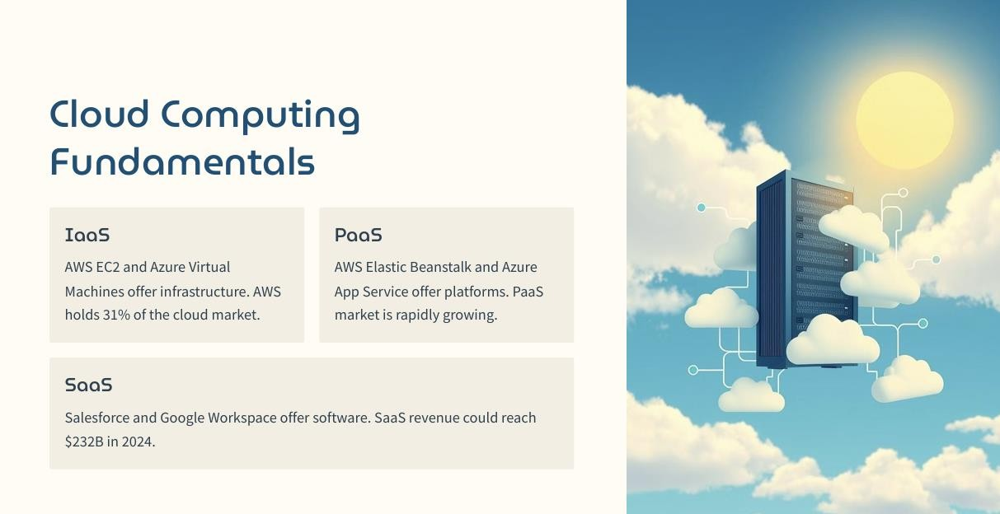 Cloud Computing
Fundamentals
IaaS
AWS EC2 and Azure Virtual
Machines offer infrastructure. AWS
holds 31% of the cloud market.
PaaS
AWS Elastic Beanstalk and Azure
App Service offer platforms. PaaS
market is rapidly growing.
SaaS
Salesforce and Google Workspace offer software. SaaS revenue could reach
$232B in 2024.